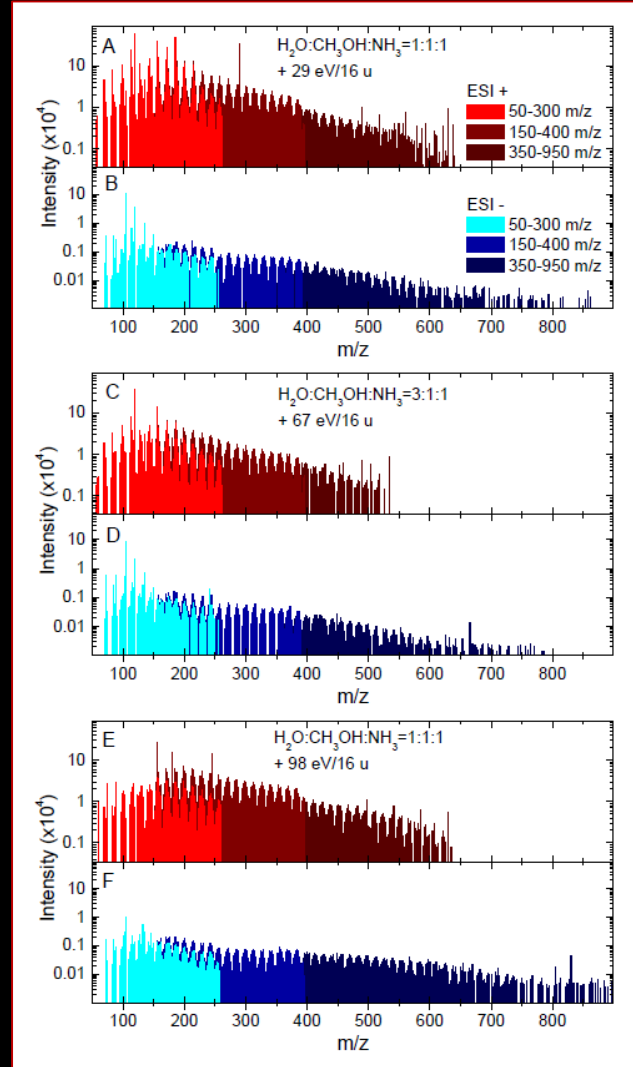 A
H₂O:CH₃OH:NH₃=1:1:1
+ 29 eV/16 u
ESI +
50-300 m/z
150-400 m/z
350-950 m/z
10
1
0.1
Intensity (x10⁴)
B
ESI -
50-300 m/z
150-400 m/z
350-950 m/z
10
1
0.1
0.01
100 200 300 400 500 600 700 800
m/z
C
H₂O:CH₃OH:NH₃=3:1:1
+ 67 eV/16 u
10
1
0.1
Intensity (x10⁴)
D
10
1
0.1
0.01
100 200 300 400 500 600 700 800
m/z
E
H₂O:CH₃OH:NH₃=1:1:1
+ 98 eV/16 u
10
1
0.1
Intensity (x10⁴)
F
10
1
0.1
0.01
100 200 300 400 500 600 700 800
m/z